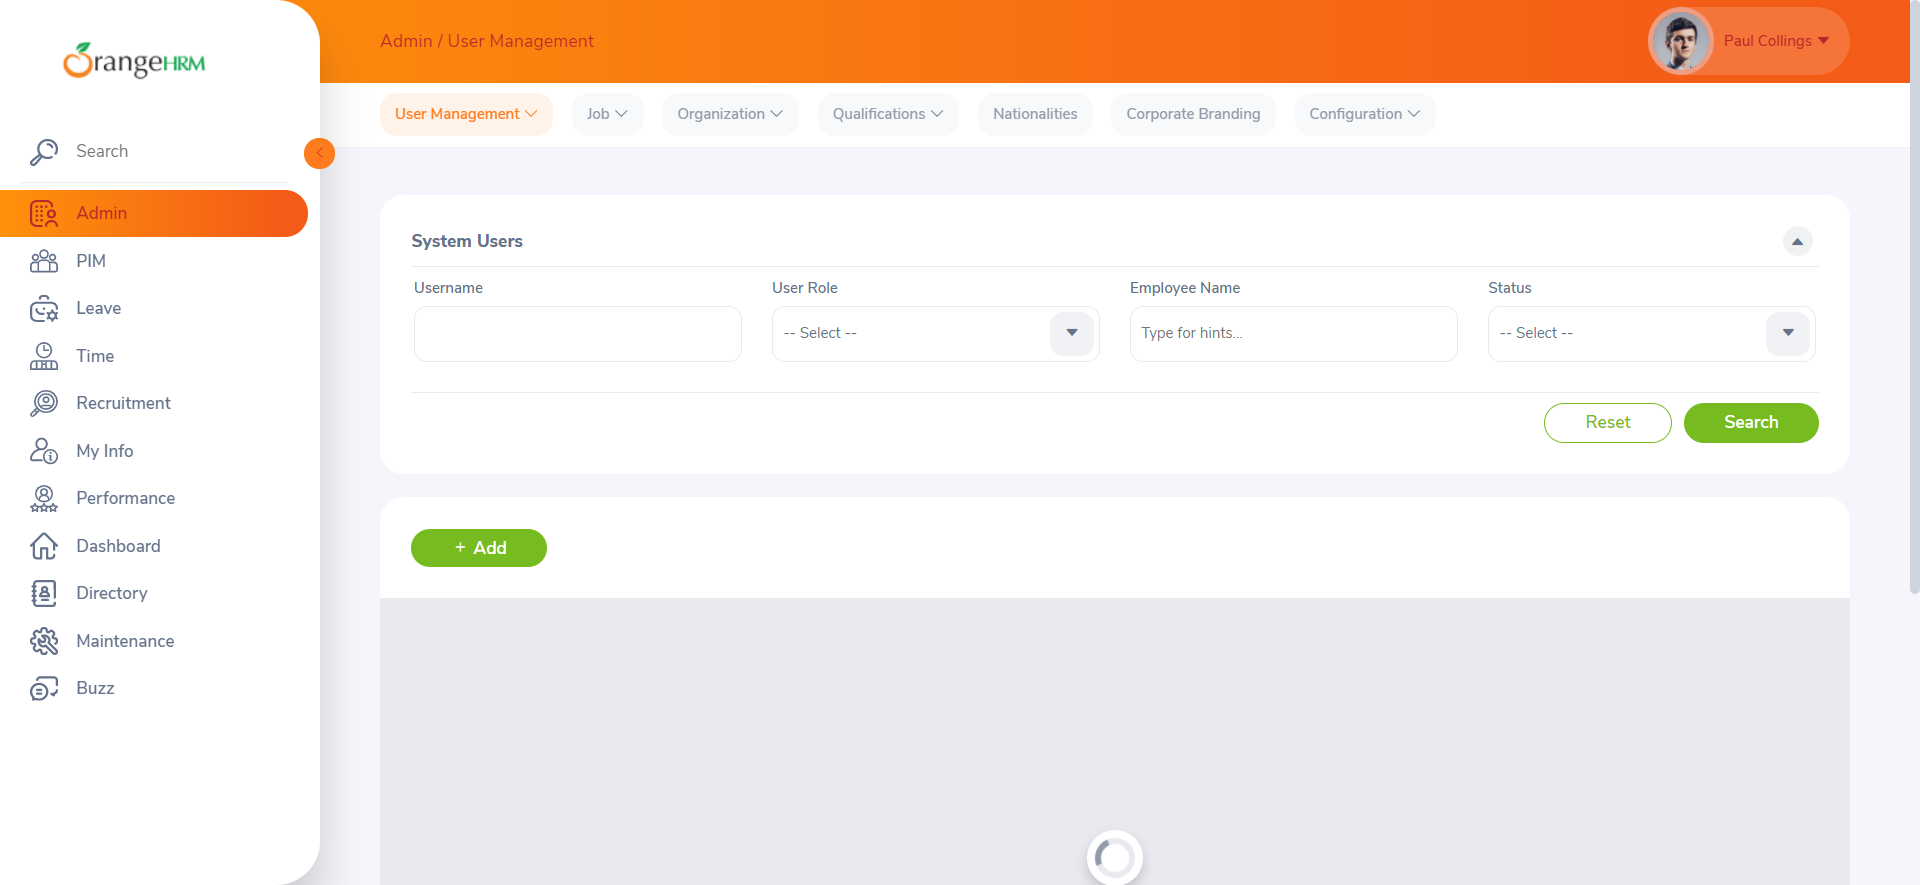 OrangeHRM
Search
Admin
PIM
Leave
Time
Recruitment
My Info
Performance
Dashboard
Directory
Maintenance
Buzz
Admin / User Management
Paul Collings
User Management
Job
Organization
Qualifications
Nationalities
Corporate Branding
Configuration
System Users
Username
User Role
Employee Name
Status
-- Select --
Type for hints...
-- Select --
Reset
Search
+ Add